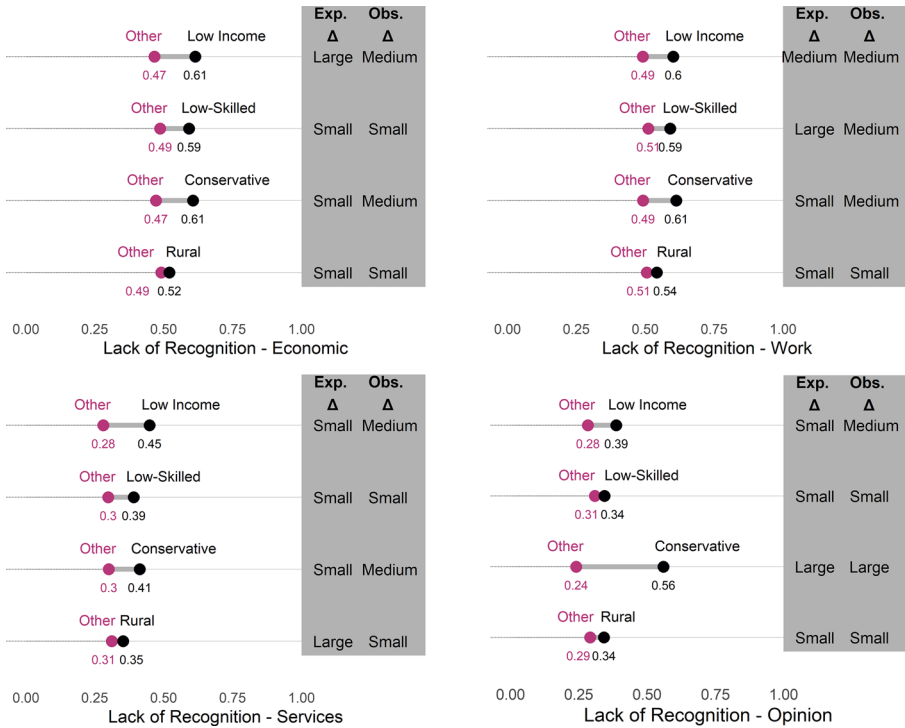 Exp. Obs.
Δ Δ
Other Low Income
Large Medium
0.47 0.61
Other Low-Skilled
Small Small
0.49 0.59
Other Conservative
Small Medium
0.47 0.61
Other Rural
Small Small
0.49 0.52
0.00 0.25 0.50 0.75 1.00
Lack of Recognition - Economic
Exp. Obs.
Δ Δ
Other Low Income
Medium Medium
0.49 0.6
Other Low-Skilled
Large Medium
0.51 0.59
Other Conservative
Small Medium
0.49 0.61
Other Rural
Small Small
0.51 0.54
0.00 0.25 0.50 0.75 1.00
Lack of Recognition - Work
Exp. Obs.
Δ Δ
Other Low Income
Small Medium
0.28 0.45
Other Low-Skilled
Small Small
0.3 0.39
Other Conservative
Small Medium
0.3 0.41
Other Rural
Large Small
0.31 0.35
0.00 0.25 0.50 0.75 1.00
Lack of Recognition - Services
Exp. Obs.
Δ Δ
Other Low Income
Small Medium
0.28 0.39
Other Low-Skilled
Small Small
0.31 0.34
Other Conservative
Large Large
0.24 0.56
Other Rural
Small Small
0.29 0.34
0.00 0.25 0.50 0.75 1.00
Lack of Recognition - Opinion